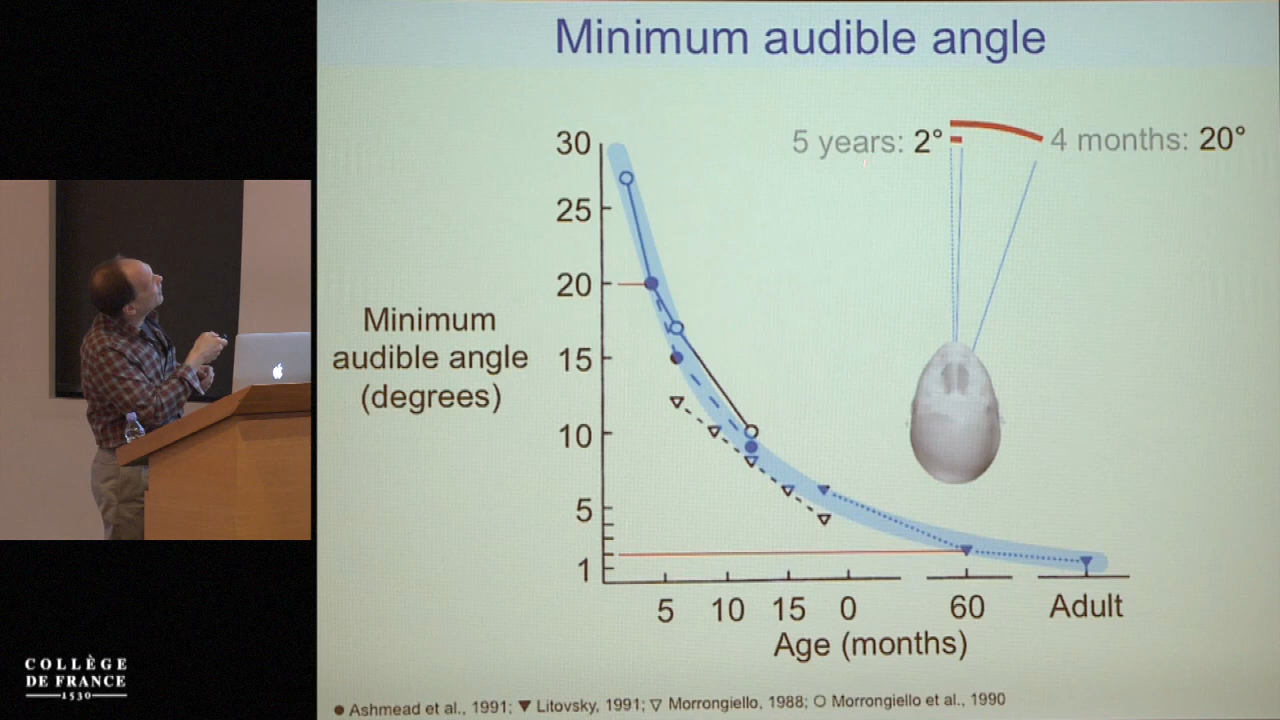 Minimum audible angle
5 years: 2° 4 months: 20°
30
25
20
15
10
5
1
Minimum
audible angle
(degrees)
5 10 15 0 60 Adult
Age (months)
● Ashmead et al., 1991; ▼ Litovsky, 1991; ▽ Morrongiello, 1988; ○ Morrongiello et al., 1990
COLLÈGE
DE FRANCE
1530